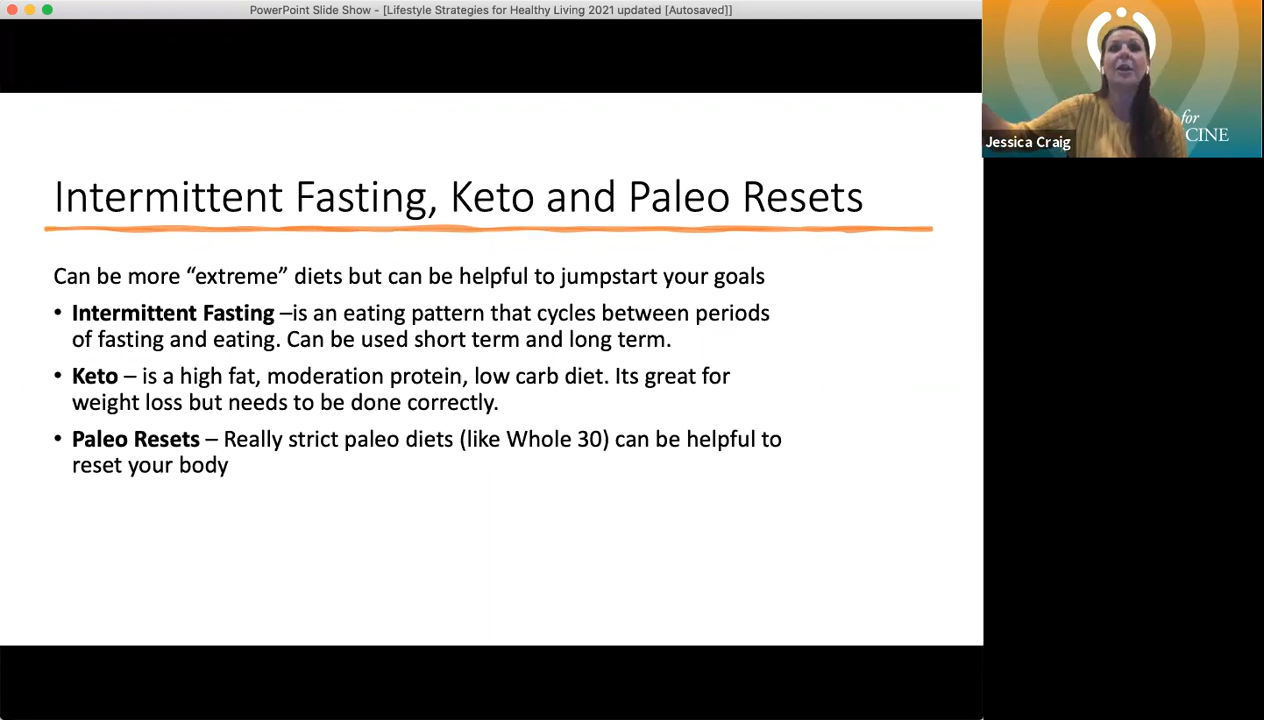 PowerPoint Slide Show - [Lifestyle Strategies for Healthy Living 2021 updated [Autosaved]]
for
CINE
Jessica Craig
Intermittent Fasting, Keto and Paleo Resets
Can be more “extreme” diets but can be helpful to jumpstart your goals
• Intermittent Fasting –is an eating pattern that cycles between periods
of fasting and eating. Can be used short term and long term.
• Keto – is a high fat, moderation protein, low carb diet. Its great for
weight loss but needs to be done correctly.
• Paleo Resets – Really strict paleo diets (like Whole 30) can be helpful to
reset your body